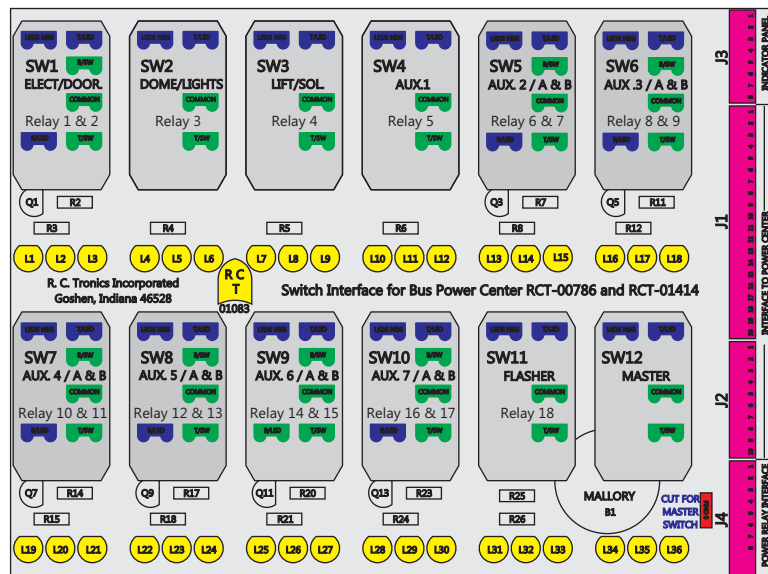 LEDS NEG T/LED LEDS NEG T/LED LEDS NEG T/LED LEDS NEG T/LED LEDS NEG T/LED LEDS NEG T/LED
SW1 B/SW SW2 SW3 SW4 SW5 B/SW SW6 B/SW
ELECT/DOOR. DOME/LIGHTS LIFT/SOL. AUX.1 AUX. 2 / A & B AUX .3 / A & B
COMMON COMMON COMMON COMMON COMMON COMMON
Relay 1 & 2 Relay 3 Relay 4 Relay 5 Relay 6 & 7 Relay 8 & 9
B/LED T/SW T/SW T/SW T/SW B/LED T/SW B/LED T/SW
Q1 R2 Q3 R7 Q5 R11
R3 R4 R5 R6 R8 R12
L1 L2 L3 L4 L5 L6 L7 L8 L9 L10 L11 L12 L13 L14 L15 L16 L17 L18
R. C. Tronics Incorporated
Goshen, Indiana 46528
R C
T
01083
Switch Interface for Bus Power Center RCT-00786 and RCT-01414
LEDS NEG T/LED LEDS NEG T/LED LEDS NEG T/LED LEDS NEG T/LED LEDS NEG T/LED LEDS NEG T/LED
SW7 B/SW SW8 B/SW SW9 B/SW SW10 B/SW SW11 SW12
AUX. 4 / A & B AUX. 5 / A & B AUX. 6 / A & B AUX. 7 / A & B FLASHER MASTER
COMMON COMMON COMMON COMMON COMMON COMMON
Relay 10 & 11 Relay 12 & 13 Relay 14 & 15 Relay 16 & 17 Relay 18
B/LED T/SW B/LED T/SW B/LED T/SW B/LED T/SW T/SW T/SW
Q7 R14 Q9 R17 Q11 R20 Q13 R23 R25
R15 R18 R21 R24 R26
MALLORY
B1
CUT FOR
MASTER
SWITCH
L19 L20 L21 L22 L23 L24 L25 L26 L27 L28 L29 L30 L31 L32 L33 L34 L35 L36
J3
INDICATOR PANEL
J1
INTERFACE TO POWER CENTER
J2
J4
POWER RELAY INTERFACE